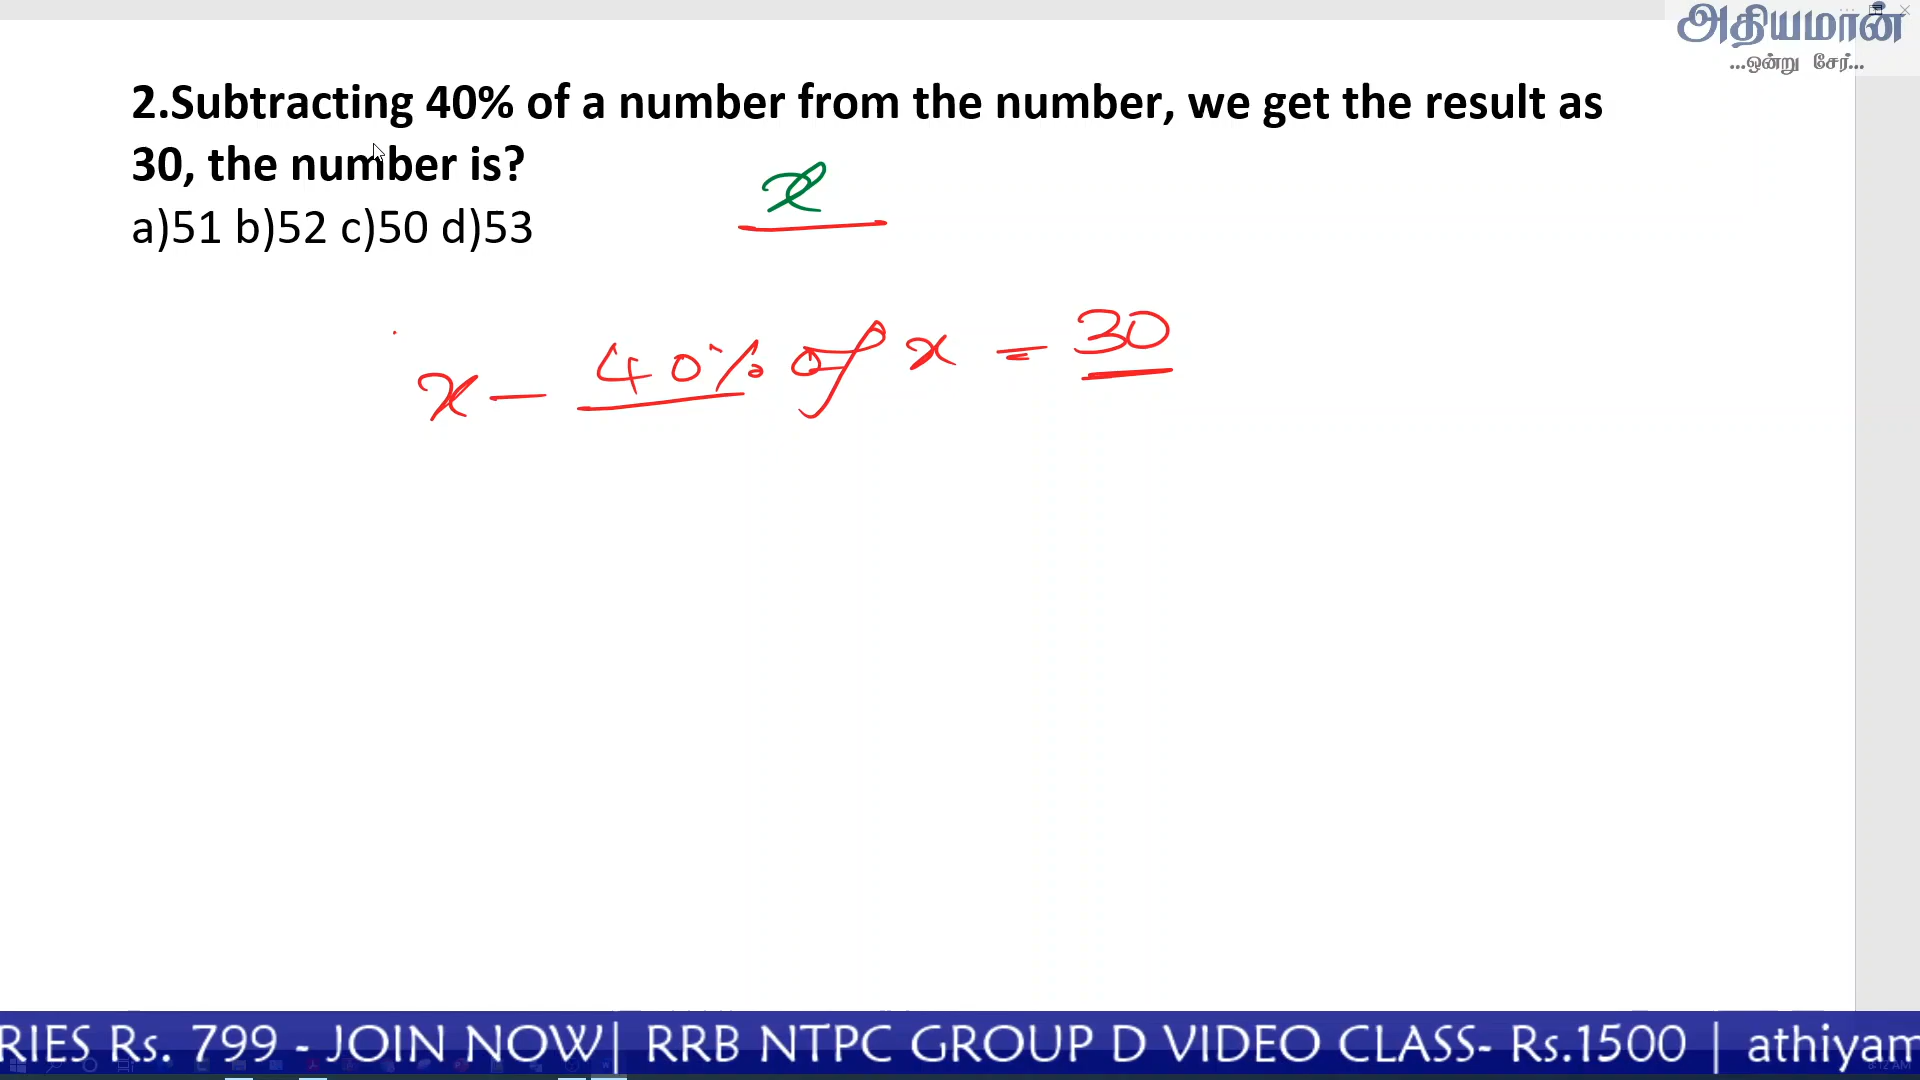 அதியமான்
...ஒன்று சேர்...
2.Subtracting 40% of a number from the number, we get the result as
30, the number is?
a)51 b)52 c)50 d)53
x
x - 40% of x = 30
RIES Rs. 799 - JOIN NOW| RRB NTPC GROUP D VIDEO CLASS- Rs.1500 | athiyam